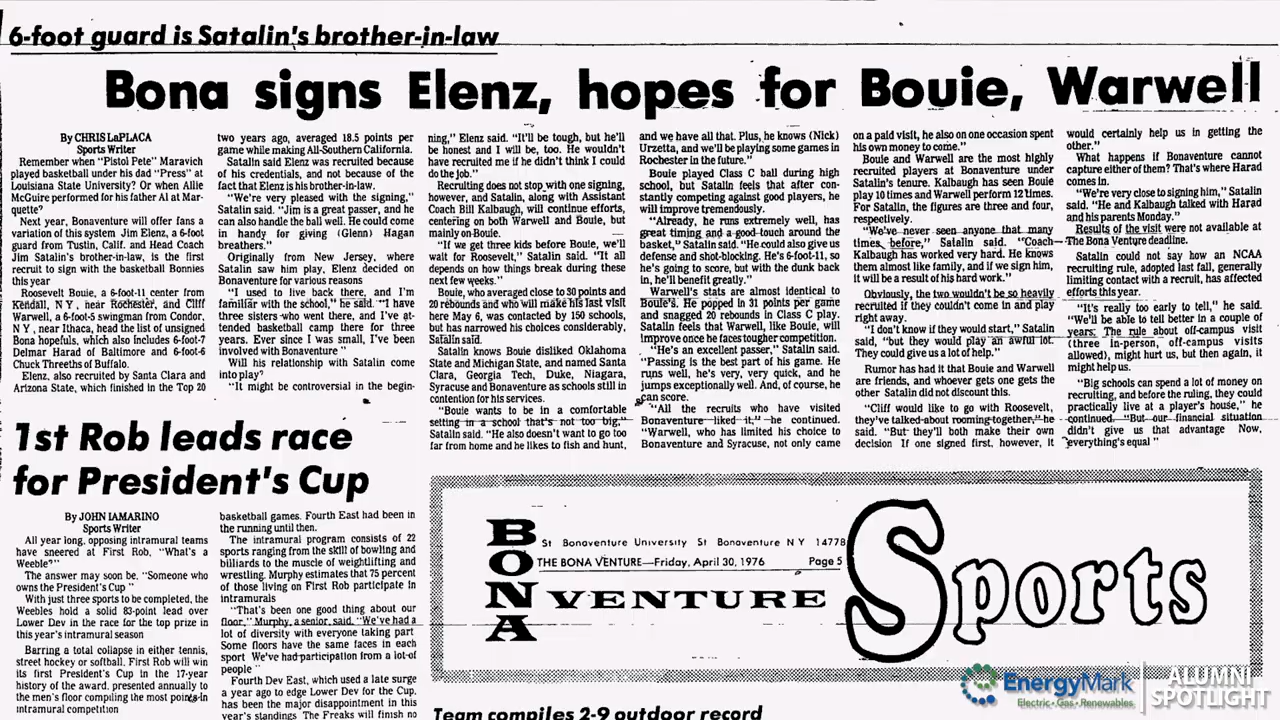 6-foot guard is Satalin's brother-in-law
Bona signs Elenz, hopes for Bouie, Warwell
By CHRIS LaPLACA
Sports Writer
Remember when "Pistol Pete" Maravich
played basketball under his dad "Press" at
Louisiana State University? Or when Allie
McGuire performed for his father Al at Mar-
quette?
Next year, Bonaventure will offer fans a
variation of this system Jim Elenz, a 6-foot
guard from Tustin, Calif. and Head Coach
Jim Satalin's brother-in-law, is the first
recruit to sign with the basketball Bonnies
this year
Roosevelt Bouie, a 6-foot-11 center from
Kendall, N Y , near Rochester, and Cliff
Warwell, a 6-foot-5 swingman from Condor,
N Y , near Ithaca, head the list of unsigned
Bona hopefuls, which also includes 6-foot-7
Delmar Harad of Baltimore and 6-foot-6
Chuck Threefts of Buffalo.
Elenz, also recruited by Santa Clara and
Arizona State, which finished in the Top 20
two years ago, averaged 18.5 points per
game while making All-Southern California.
Satalin said Elenz was recruited because
of his credentials, and not because of the
fact that Elenz is his brother-in-law.
"We're very pleased with the signing,"
Satalin said. "Jim is a great passer, and he
can also handle the ball well. He could come
in handy for giving (Glenn) Hagan
breathers."
Originally from New Jersey, where
Satalin saw him play, Elenz decided on
Bonaventure for various reasons
"I used to live back there, and I'm
familiar with the school," he said. "I have
three sisters who went there, and I've at-
tended basketball camp there for three
years. Ever since I was small, I've been
involved with Bonaventure "
Will his relationship with Satalin come
into play?
"It might be controversial in the begin-
ning," Elenz said. "It'll be tough, but he'll
be honest and I will be, too. He wouldn't
have recruited me if he didn't think I could
do the job."
Recruiting does not stop with one signing,
however, and Satalin, along with Assistant
Coach Bill Kalbaugh, will continue efforts,
centering on both Warwell and Bouie, but
mainly on Bouie.
"If we get three kids before Bouie, we'll
wait for Roosevelt," Satalin said. "It all
depends on how things break during these
next few weeks."
Bouie, who averaged close to 30 points and
20 rebounds and who will make his last visit
here May 6, was contacted by 150 schools,
but has narrowed his choices considerably,
Satalin said.
Satalin knows Bouie disliked Oklahoma
State and Michigan State, and named Santa
Clara, Georgia Tech, Duke, Niagara,
Syracuse and Bonaventure as schools still in
contention for his services.
"Bouie wants to be in a comfortable
setting in a school that's not too big,"
Satalin said. "He also doesn't want to go too
far from home and he likes to fish and hunt,
and we have all that. Plus, he knows (Nick)
Urzetta, and we'll be playing some games in
Rochester in the future."
Bouie played Class C ball during high
school, but Satalin feels that after con-
stantly competing against good players, he
will improve tremendously.
"Already, he runs extremely well, has
great timing and a good touch around the
basket," Satalin said. "He could also give us
defense and shot-blocking. He's 6-foot-11, so
he's going to score, but with the dunk back
in, he'll benefit greatly."
Warwell's stats are almost identical to
Bouie's. He popped in 31 points per game
and snagged 20 rebounds in Class C play.
Satalin feels that Warwell, like Bouie, will
improve once he faces tougher competition.
"He's an excellent passer," Satalin said.
"Passing is the best part of his game. He
runs well, he's very, very quick, and he
jumps exceptionally well. And, of course, he
can score.
"All the recruits who have visited
Bonaventure liked it," he continued.
"Warwell, who has limited his choice to
Bonaventure and Syracuse, not only came
on a paid visit, he also on one occasion spent
his own money to come."
Bouie and Warwell are the most highly
recruited players at Bonaventure under
Satalin's tenure. Kalbaugh has seen Bouie
play 10 times and Warwell perform 12 times.
For Satalin, the figures are three and four,
respectively.
"We've never seen anyone that many
times before," Satalin said. "Coach
Kalbaugh has worked very hard. He knows
them almost like family, and if we sign him,
it will be a result of his hard work."
Obviously, the two wouldn't be so heavily
recruited if they couldn't come in and play
right away.
"I don't know if they would start," Satalin
said, "but they would play an awful lot.
They could give us a lot of help."
Rumor has it that Bouie and Warwell
are friends, and whoever gets one gets the
other Satalin did not discount this.
"Cliff would like to go with Roosevelt,
they've talked about rooming together," he
said. "But they'll both make their own
decision If one signed first, however, it
would certainly help us in getting the
other."
What happens if Bonaventure cannot
capture either of them? That's where Harad
comes in.
"We're very close to signing him," Satalin
said. "He and Kalbaugh talked with Harad
and his parents Monday."
Results of the visit were not available at
The Bona Venture deadline.
Satalin could not say how an NCAA
recruiting rule, adopted last fall, generally
limiting contact with a recruit, has affected
efforts this year.
"It's really too early to tell," he said.
"We'll be able to tell better in a couple of
years. The rule about off-campus visit
(three in-person, off-campus visits
allowed), might hurt us, but then again, it
might help us.
"Big schools can spend a lot of money on
recruiting, and before the ruling, they could
practically live at a player's house," he
continued. "But our financial situation
didn't give us that advantage Now,
everything's equal "
1st Rob leads race
for President's Cup
By JOHN IAMARINO
Sports Writer
All year long, opposing intramural teams
have sneered at First Rob, "What's a
Weeble?"
The answer may soon be, "Someone who
owns the President's Cup "
With just three sports to be completed, the
Weebles hold a solid 83-point lead over
Lower Dev in the race for the top prize in
this year's intramural season
Barring a total collapse in either tennis,
street hockey or softball, First Rob will win
its first President's Cup in the 17-year
history of the award, presented annually to
the men's floor compiling the most points in
intramural competition
basketball games. Fourth East had been in
the running until then.
The intramural program consists of 22
sports ranging from the skill of bowling and
billiards to the muscle of weightlifting and
wrestling. Murphy estimates that 75 percent
of those living on First Rob participate in
intramurals
"That's been one good thing about our
floor," Murphy, a senior, said. "We've had a
lot of diversity with everyone taking part
Some floors have the same faces in each
sport We've had participation from a lot of
people "
Fourth Dev East, which used a late surge
a year ago to edge Lower Dev for the Cup,
has been the major disappointment in this
year's standings. The Freaks will finish no
BONA
VENTURE
St Bonaventure University St Bonaventure N Y 14778
THE BONA VENTURE—Friday, April 30, 1976 Page 5
Sports
Team compiles 2-9 outdoor record
EnergyMark
Electric • Gas • Renewables
ALUMNI
SPOTLIGHT